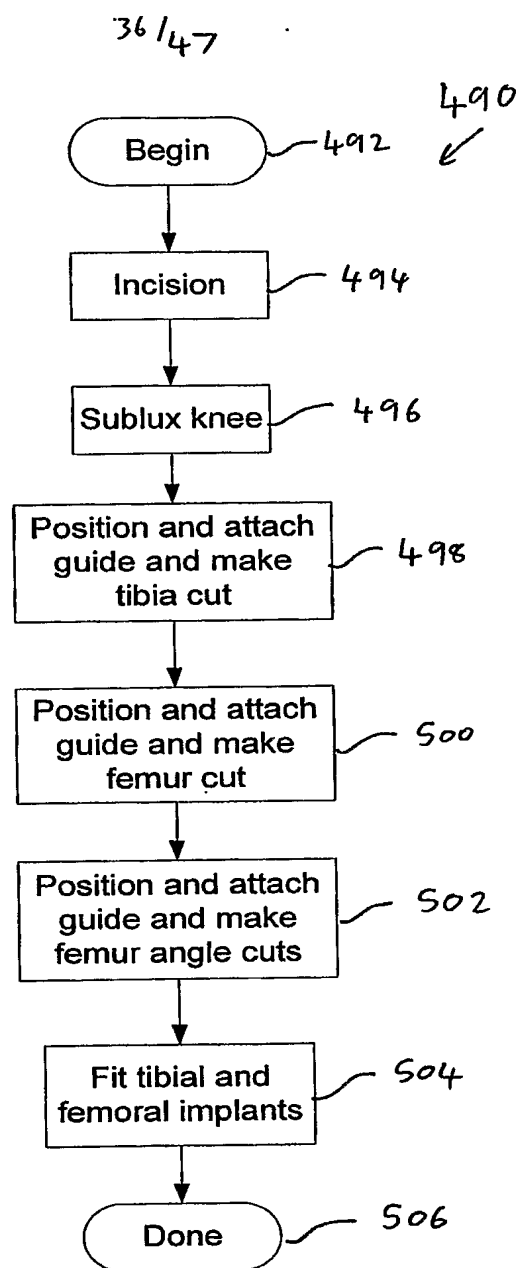 36/47
490
Begin 492
Incision 494
Sublux knee 496
Position and attach
guide and make 498
tibia cut
Position and attach
guide and make 500
femur cut
Position and attach
guide and make 502
femur angle cuts
Fit tibial and 504
femoral implants
Done 506